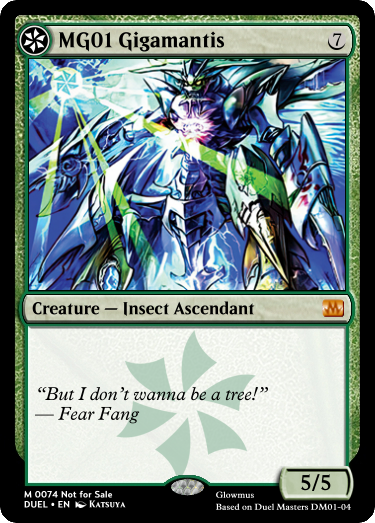 MG01 Gigamantis
7
Creature — Insect Ascendant
M
“But I don’t wanna be a tree!”
— Fear Fang
5/5
M 0074 Not for Sale
DUEL • EN Katsuya
Glowmus
Based on Duel Masters DM01-04